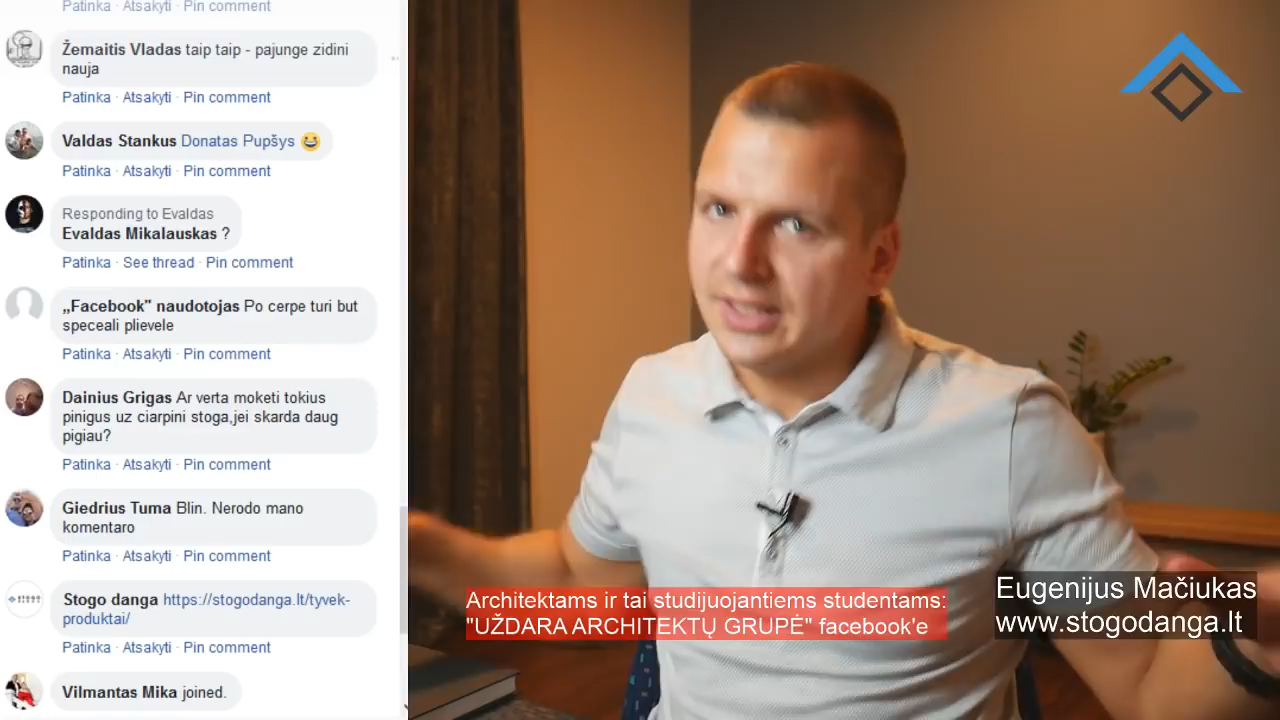 Patinka · Atsakyti · Pin comment
Žemaitis Vladas taip taip - pajunge zidini
nauja
Patinka · Atsakyti · Pin comment
Valdas Stankus Donatas Pupšys 😀
Patinka · Atsakyti · Pin comment
Responding to Evaldas
Evaldas Mikalauskas ?
Patinka · See thread · Pin comment
„Facebook" naudotojas Po cerpe turi but
speceali plievele
Patinka · Atsakyti · Pin comment
Dainius Grigas Ar verta moketi tokius
pinigus uz ciarpini stoga,jei skarda daug
pigiau?
Patinka · Atsakyti · Pin comment
Giedrius Tuma Blin. Nerodo mano
komentaro
Patinka · Atsakyti · Pin comment
Stogo danga https://stogodanga.lt/tyvek-
produktai/
Patinka · Atsakyti · Pin comment
Vilmantas Mika joined.
Architektams ir tai studijuojantiems studentams:
"UŽDARA ARCHITEKTŲ GRUPĖ" facebook'e
Eugenijus Mačiukas
www.stogodanga.lt